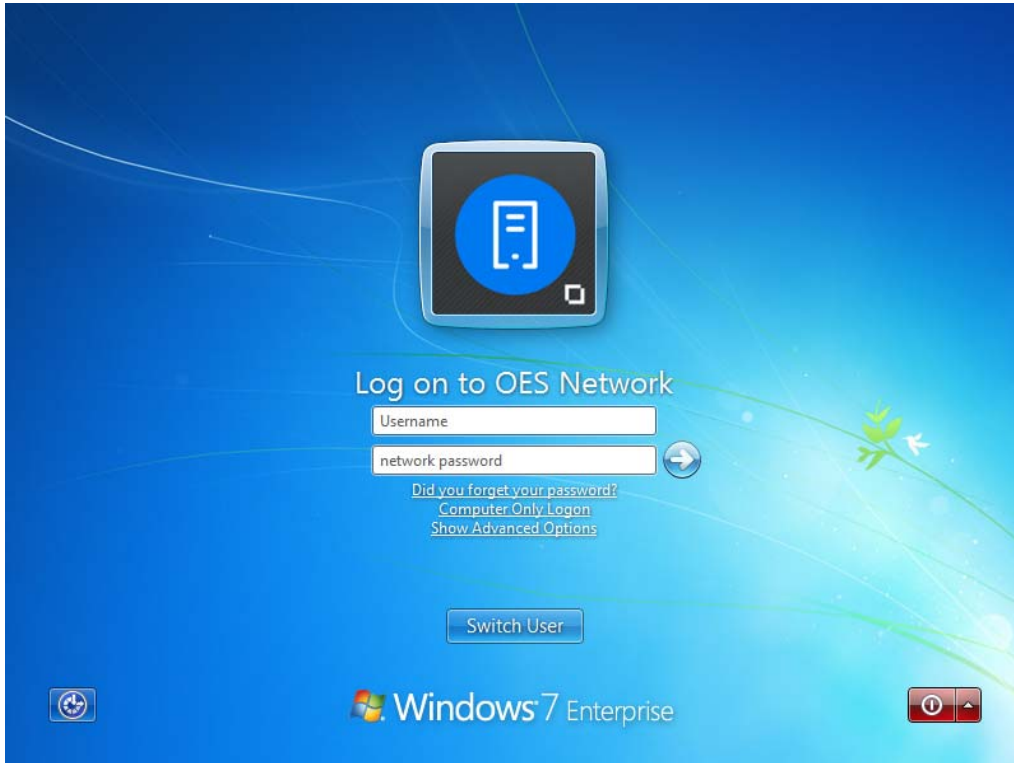 Log on to OES Network
Username
network password
Did you forget your password?
Computer Only Logon
Show Advanced Options
Switch User
Windows 7 Enterprise